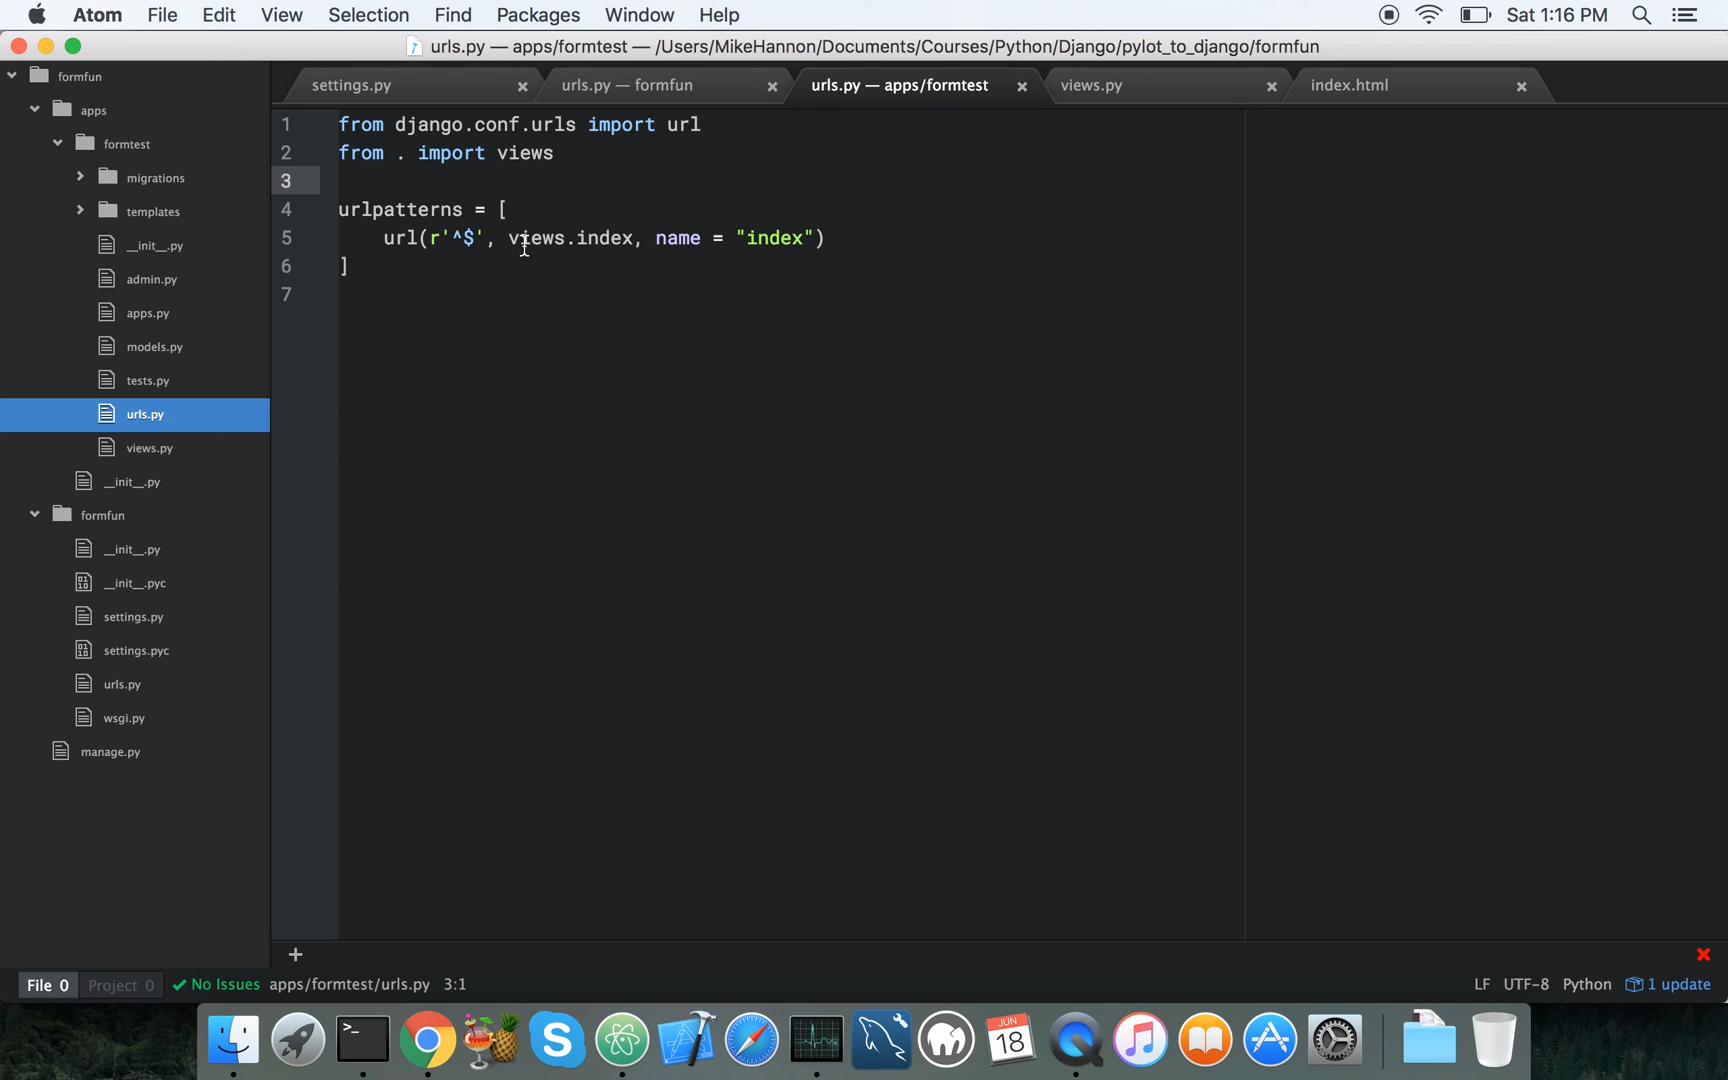 Atom File Edit View Selection Find Packages Window Help Sat 1:16 PM
urls.py — apps/formtest — /Users/MikeHannon/Documents/Courses/Python/Django/pylot_to_django/formfun
formfun
apps
formtest
migrations
templates
__init__.py
admin.py
apps.py
models.py
tests.py
urls.py
views.py
__init__.py
formfun
__init__.py
__init__.pyc
settings.py
settings.pyc
urls.py
wsgi.py
manage.py
settings.py urls.py — formfun urls.py — apps/formtest views.py index.html
1 from django.conf.urls import url
2 from . import views
3
4 urlpatterns = [
5 url(r'^$', views.index, name = "index")
6 ]
7
File 0 Project 0 No Issues apps/formtest/urls.py 3:1 LF UTF-8 Python 1 update
JUN
18